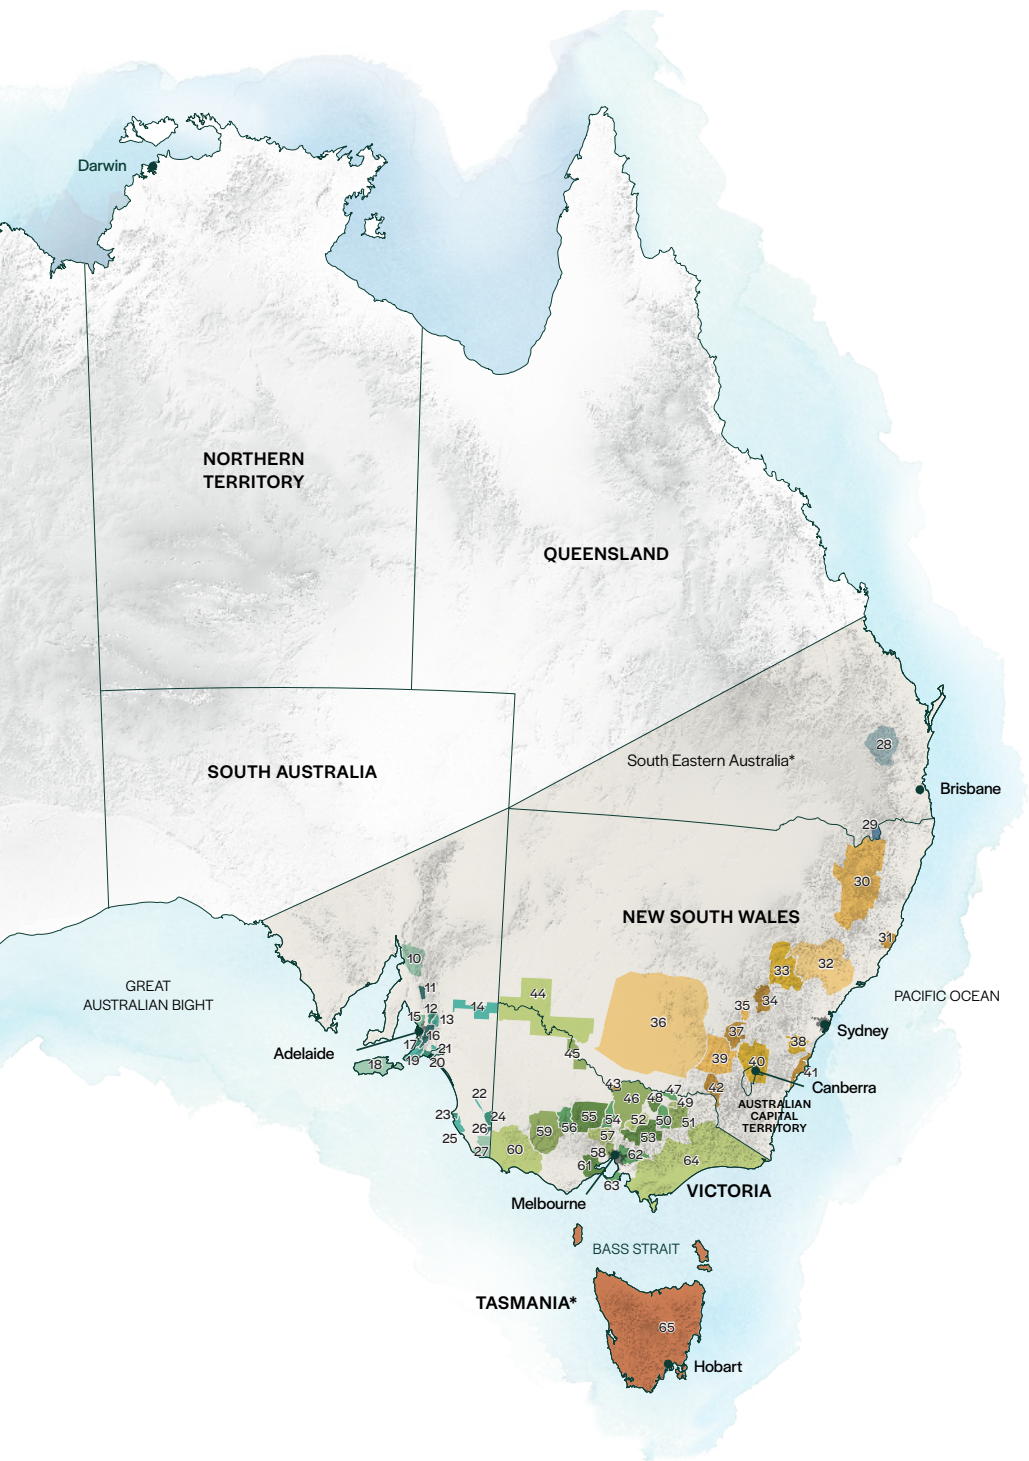 Darwin
NORTHERN
TERRITORY
QUEENSLAND
28
South Eastern Australia*
SOUTH AUSTRALIA
Brisbane
29
30
NEW SOUTH WALES
31
10
32
33
GREAT
AUSTRALIAN BIGHT
11
44
PACIFIC OCEAN
34
14
35
12
15
13
36
37
Sydney
16
17
38
Adelaide
21
45
39
40
19
20
18
41
43
47
42
Canberra
22
46
48
49
AUSTRALIAN
CAPITAL
TERRITORY
23
24
55
54
52
50
51
26
56
59
57
53
25
27
60
58
62
64
61
63
VICTORIA
Melbourne
BASS STRAIT
TASMANIA*
65
Hobart